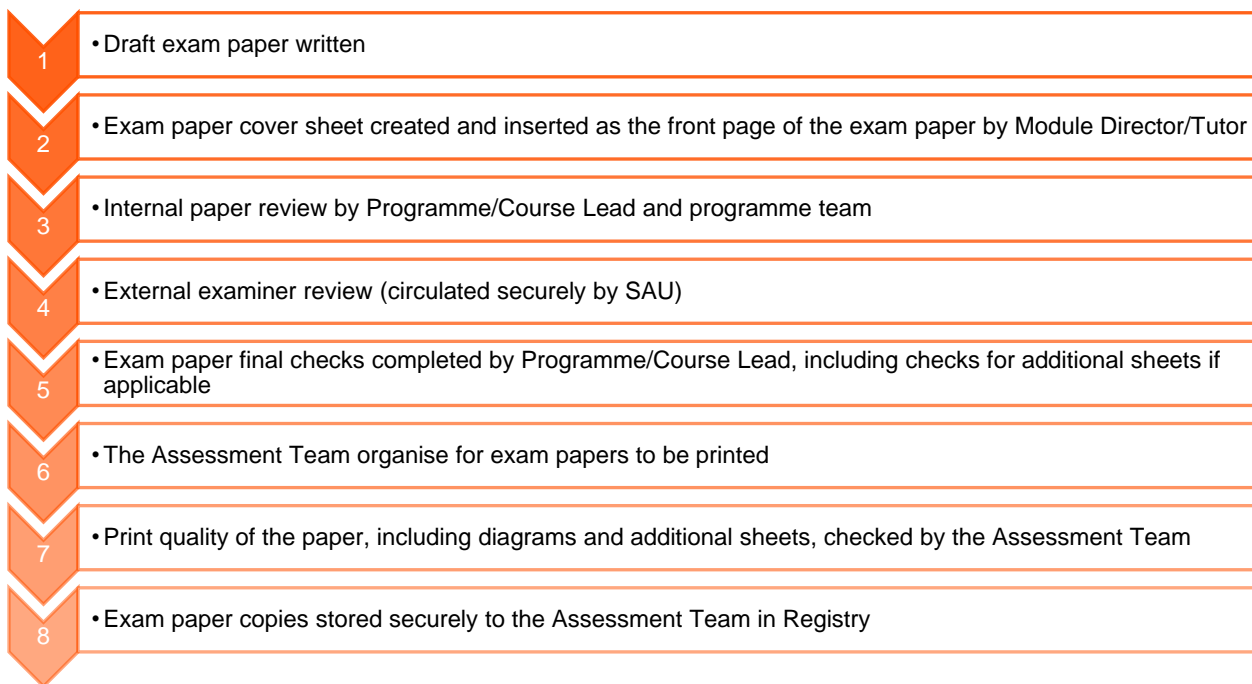 1
• Draft exam paper written
2
• Exam paper cover sheet created and inserted as the front page of the exam paper by Module Director/Tutor
3
• Internal paper review by Programme/Course Lead and programme team
4
• External examiner review (circulated securely by SAU)
5
• Exam paper final checks completed by Programme/Course Lead, including checks for additional sheets if
applicable
6
• The Assessment Team organise for exam papers to be printed
7
• Print quality of the paper, including diagrams and additional sheets, checked by the Assessment Team
8
• Exam paper copies stored securely to the Assessment Team in Registry